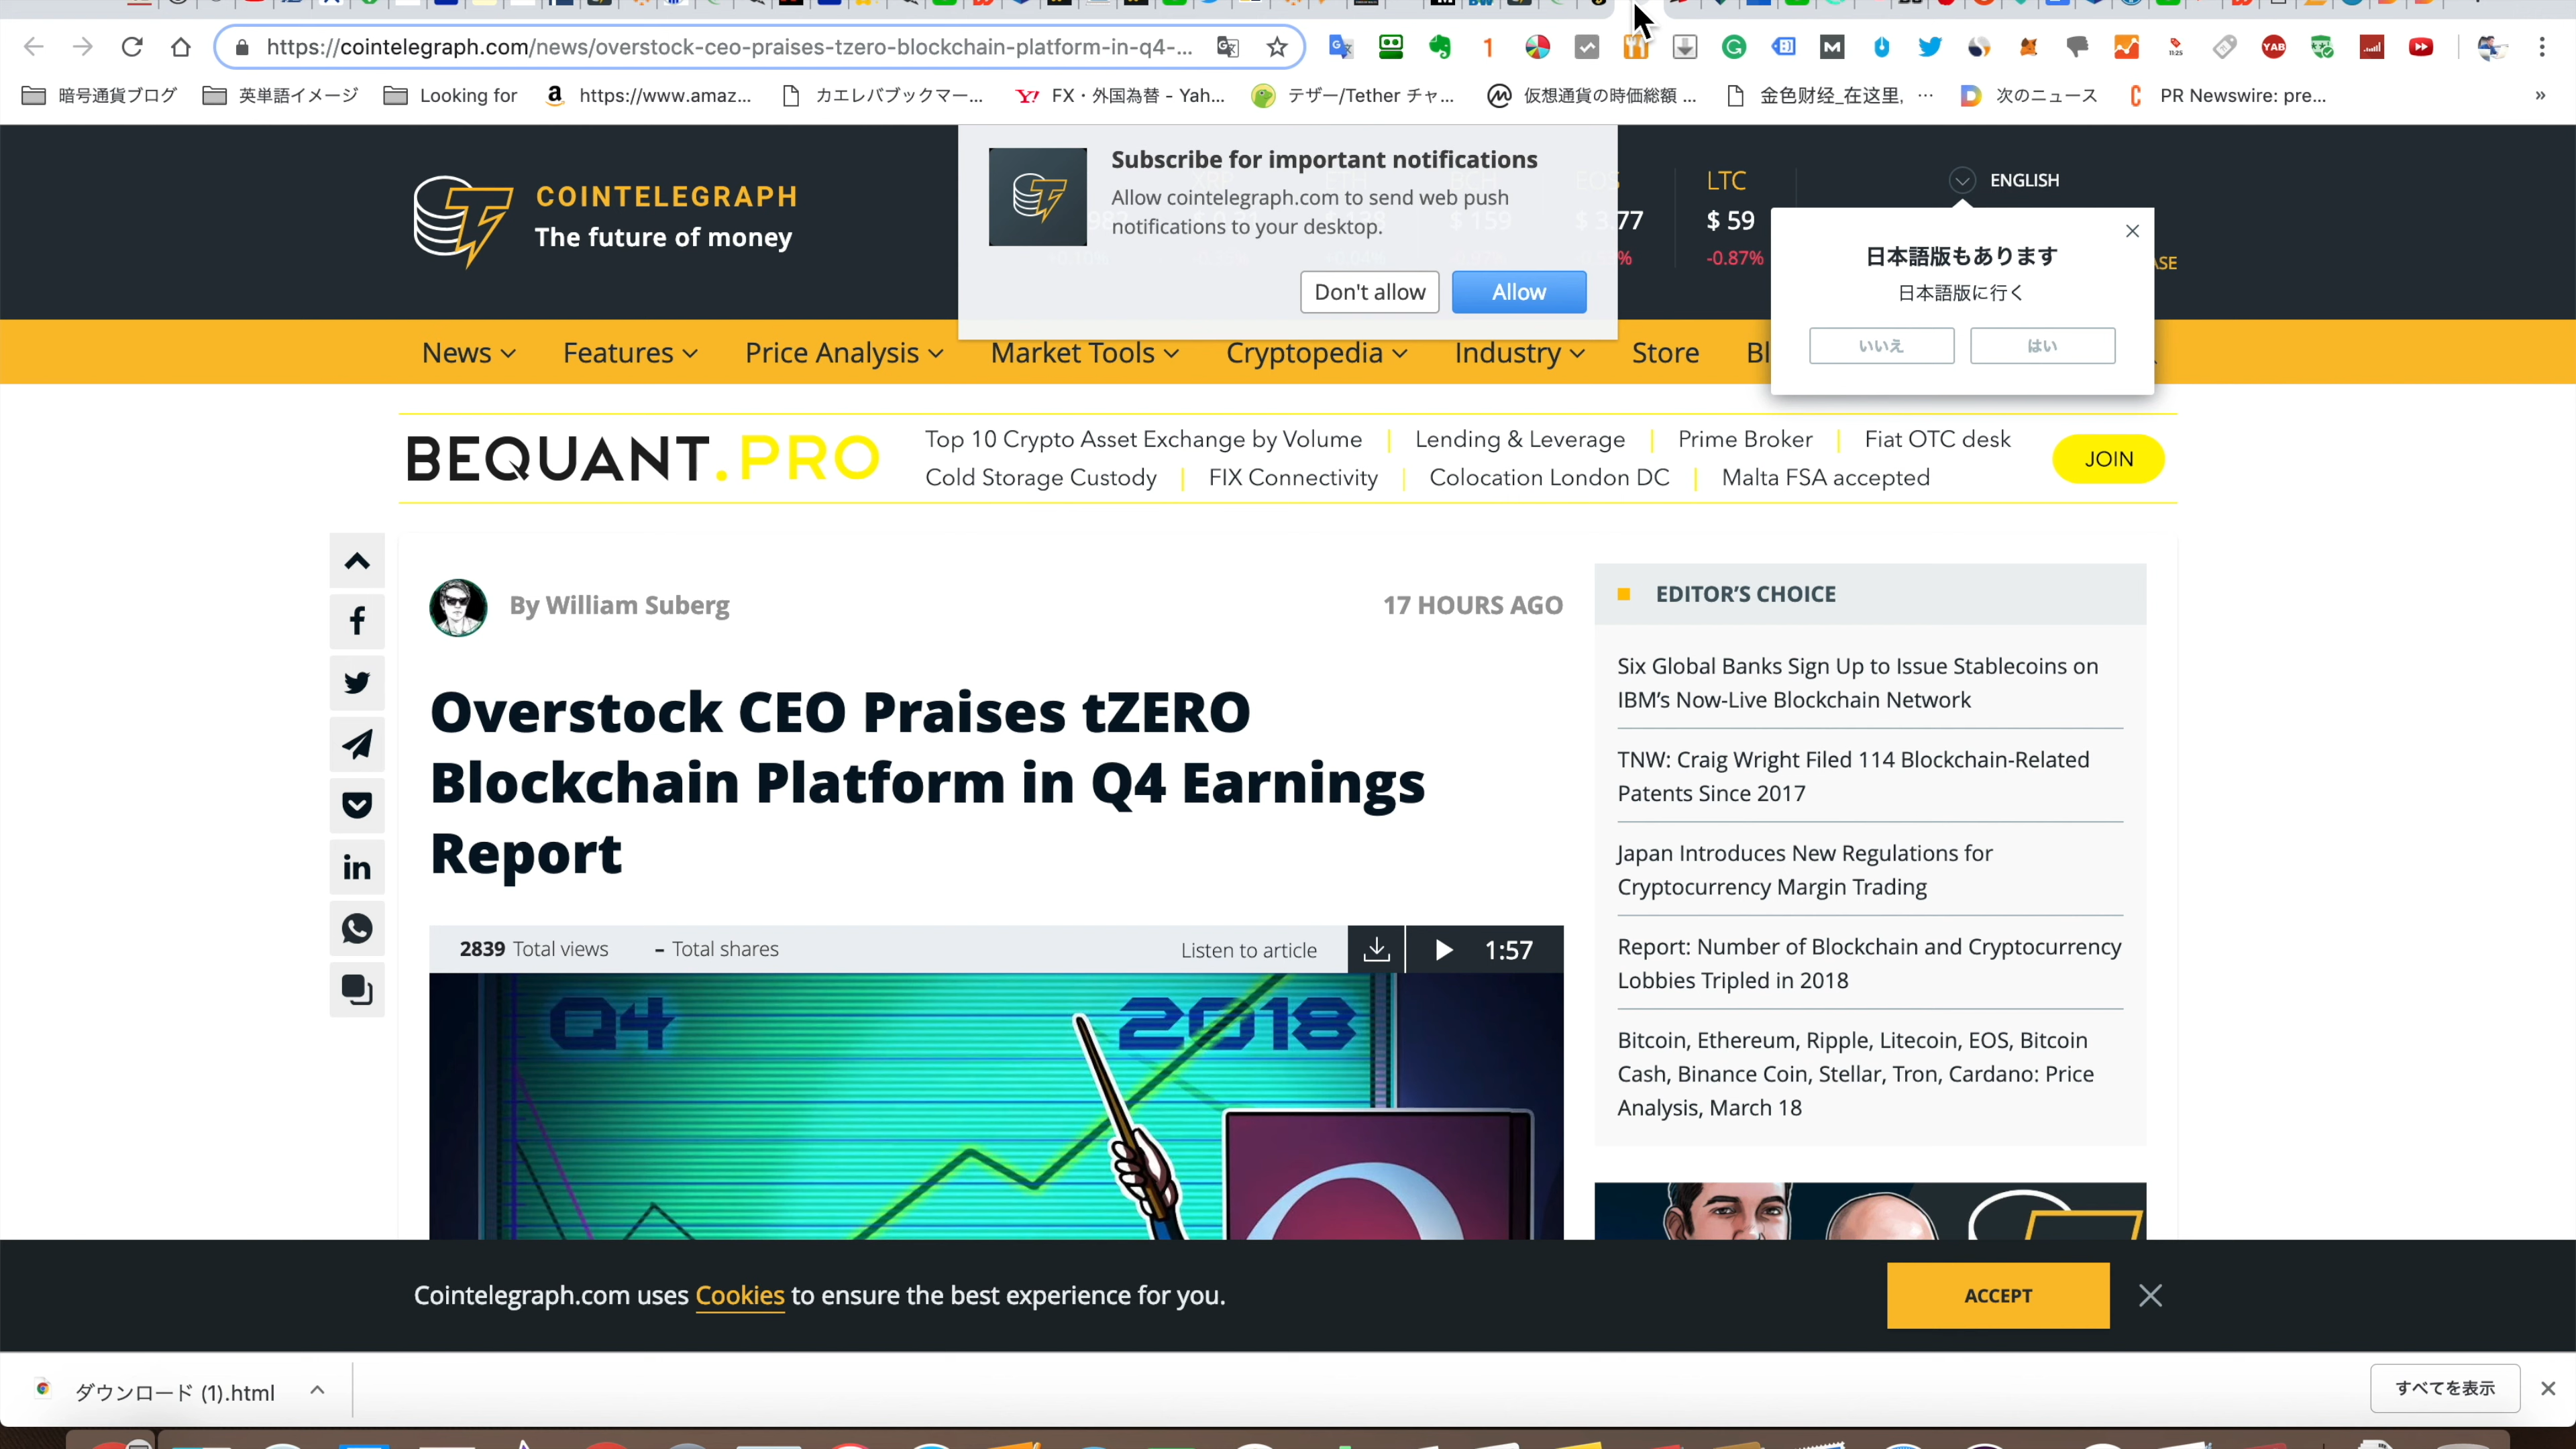 https://cointelegraph.com/news/overstock-ceo-praises-tzero-blockchain-platform-in-q4-...
暗号通貨ブログ
英単語イメージ
Looking for
https://www.amaz...
カエレバブックマー...
FX・外国為替 - Yah...
テザー/Tether チャ...
仮想通貨の時価総額 ...
金色财经_在这里, ...
次のニュース
PR Newswire: pre...
»
COINTELEGRAPH
The future of money
Subscribe for important notifications
Allow cointelegraph.com to send web push
notifications to your desktop.
Don't allow
Allow
LTC
$ 59
-0.87%
ENGLISH
日本語版もあります
日本語版に行く
いいえ
はい
News
Features
Price Analysis
Market Tools
Cryptopedia
Industry
Store
BEQUANT.PRO
Top 10 Crypto Asset Exchange by Volume | Lending & Leverage | Prime Broker | Fiat OTC desk
Cold Storage Custody | FIX Connectivity | Colocation London DC | Malta FSA accepted
JOIN
By William Suberg
17 HOURS AGO
Overstock CEO Praises tZERO
Blockchain Platform in Q4 Earnings
Report
2839 Total views
– Total shares
Listen to article
1:57
Q4
2018
EDITOR'S CHOICE
Six Global Banks Sign Up to Issue Stablecoins on
IBM's Now-Live Blockchain Network
TNW: Craig Wright Filed 114 Blockchain-Related
Patents Since 2017
Japan Introduces New Regulations for
Cryptocurrency Margin Trading
Report: Number of Blockchain and Cryptocurrency
Lobbies Tripled in 2018
Bitcoin, Ethereum, Ripple, Litecoin, EOS, Bitcoin
Cash, Binance Coin, Stellar, Tron, Cardano: Price
Analysis, March 18
Cointelegraph.com uses Cookies to ensure the best experience for you.
ACCEPT
ダウンロード (1).html
すべてを表示